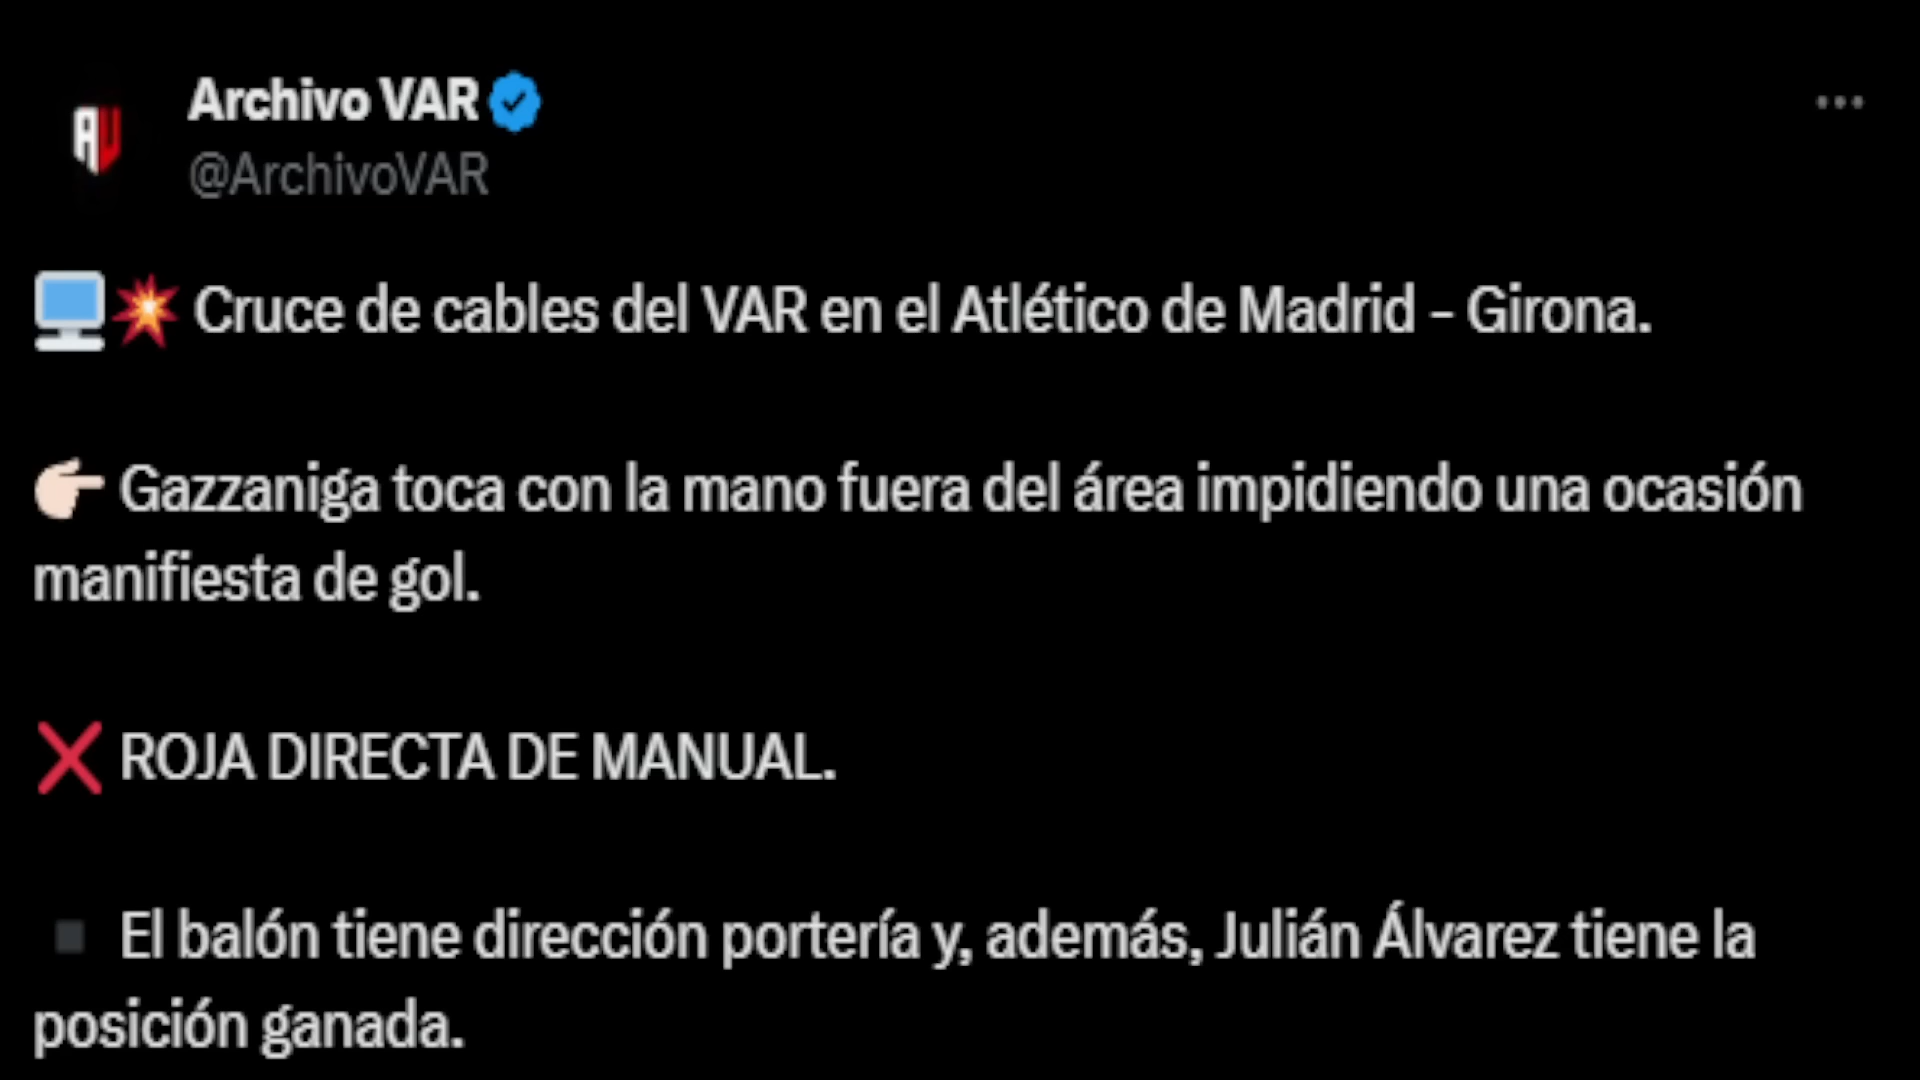 Archivo VAR
@ArchivoVAR
🖥️💥 Cruce de cables del VAR en el Atlético de Madrid - Girona.
👉🏻 Gazzaniga toca con la mano fuera del área impidiendo una ocasión
manifiesta de gol.
❌ ROJA DIRECTA DE MANUAL.
▪️ El balón tiene dirección portería y, además, Julián Álvarez tiene la
posición ganada.